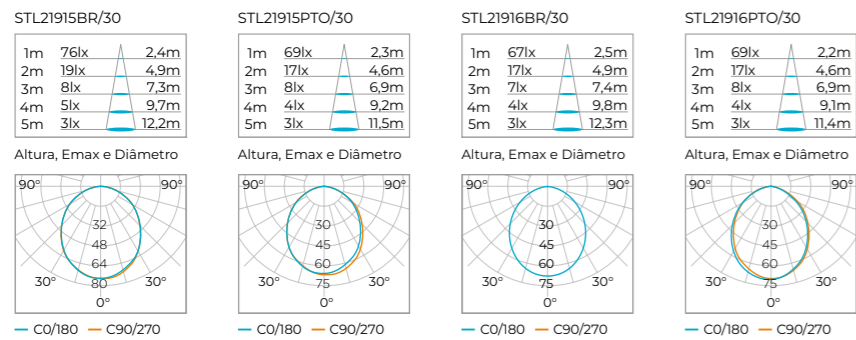 STL21915BR/30
1m 76lx 2,4m
2m 19lx 4,9m
3m 8lx 7,3m
4m 5lx 9,7m
5m 3lx 12,2m
Altura, Emax e Diâmetro
90° 90°
32
48
64
30° 80 30°
0°
C0/180 C90/270
STL21915PTO/30
1m 69lx 2,3m
2m 17lx 4,6m
3m 8lx 6,9m
4m 4lx 9,2m
5m 3lx 11,5m
Altura, Emax e Diâmetro
90° 90°
30
45
60
30° 75 30°
0°
C0/180 C90/270
STL21916BR/30
1m 67lx 2,5m
2m 17lx 4,9m
3m 7lx 7,4m
4m 4lx 9,8m
5m 3lx 12,3m
Altura, Emax e Diâmetro
90° 90°
30
45
60
30° 75 30°
0°
C0/180 C90/270
STL21916PTO/30
1m 69lx 2,2m
2m 17lx 4,6m
3m 8lx 6,9m
4m 4lx 9,1m
5m 3lx 11,4m
Altura, Emax e Diâmetro
90° 90°
30
45
60
30° 75 30°
0°
C0/180 C90/270